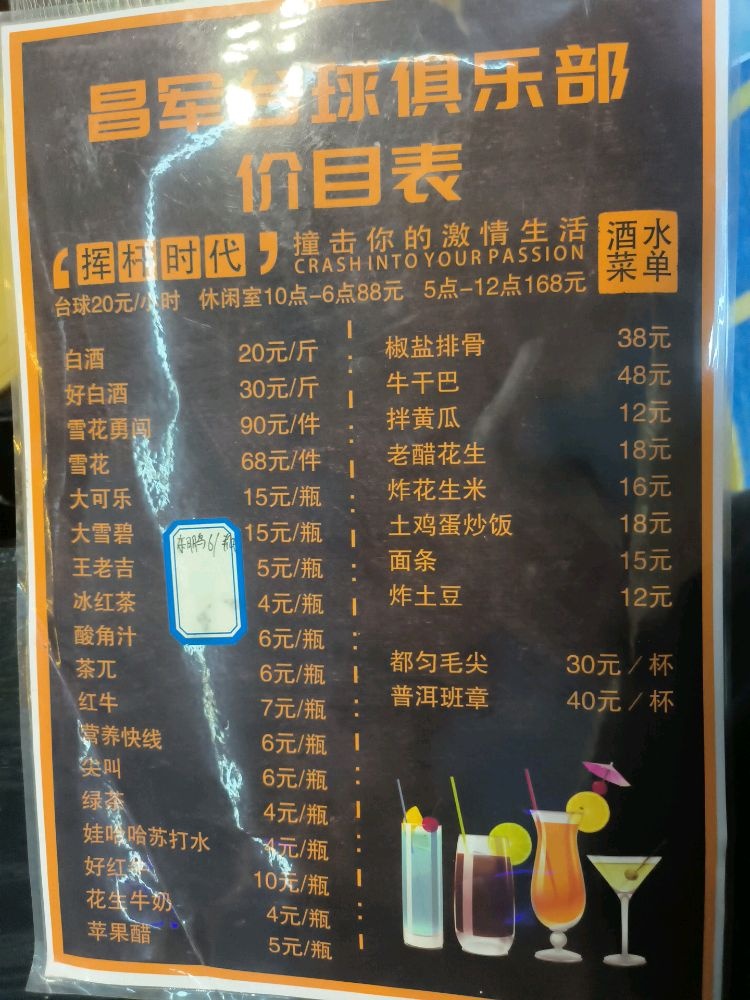 昌军台球俱乐部
价目表
“挥杆时代” 撞击你的激情生活
CRASH INTO YOUR PASSION
酒水
菜单
台球20元/小时 休闲室10点-6点88元 5点-12点168元
白酒 20元/斤
好白酒 30元/斤
雪花勇闯 90元/件
雪花 68元/件
大可乐 15元/瓶
大雪碧 15元/瓶
王老吉 5元/瓶
冰红茶 4元/瓶
酸角汁 6元/瓶
茶兀 6元/瓶
红牛 7元/瓶
营养快线 6元/瓶
尖叫 6元/瓶
绿茶 4元/瓶
娃哈哈苏打水 4元/瓶
好红牛 10元/瓶
花生牛奶 4元/瓶
苹果醋 5元/瓶
6/瓶
椒盐排骨 38元
牛干巴 48元
拌黄瓜 12元
老醋花生 18元
炸花生米 16元
土鸡蛋炒饭 18元
面条 15元
炸土豆 12元
都匀毛尖 30元/杯
普洱班章 40元/杯